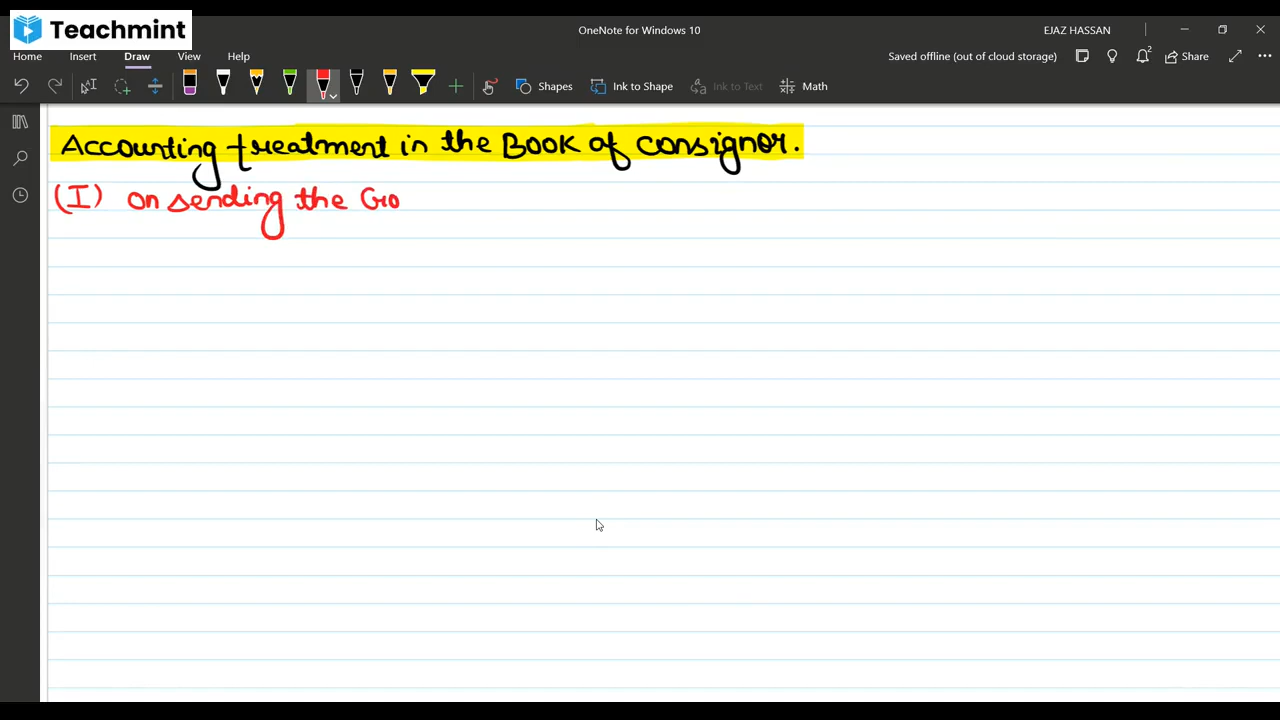 Teachmint
OneNote for Windows 10
EJAZ HASSAN
Home Insert Draw View Help
Saved offline (out of cloud storage)
2
Share
Shapes
Ink to Shape
Ink to Text
Math
Accounting treatment in the Book of consignor.
(I) on sending the Go